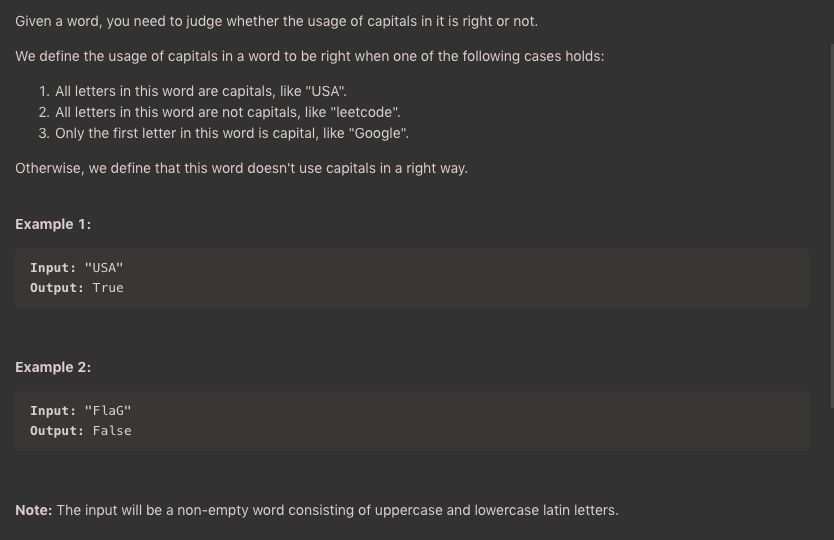 Given a word, you need to judge whether the usage of capitals in it is right or not.
We define the usage of capitals in a word to be right when one of the following cases holds:
1. All letters in this word are capitals, like "USA".
2. All letters in this word are not capitals, like "leetcode".
3. Only the first letter in this word is capital, like "Google".
Otherwise, we define that this word doesn't use capitals in a right way.
Example 1:
Input: "USA"
Output: True
Example 2:
Input: "FlaG"
Output: False
Note: The input will be a non-empty word consisting of uppercase and lowercase latin letters.